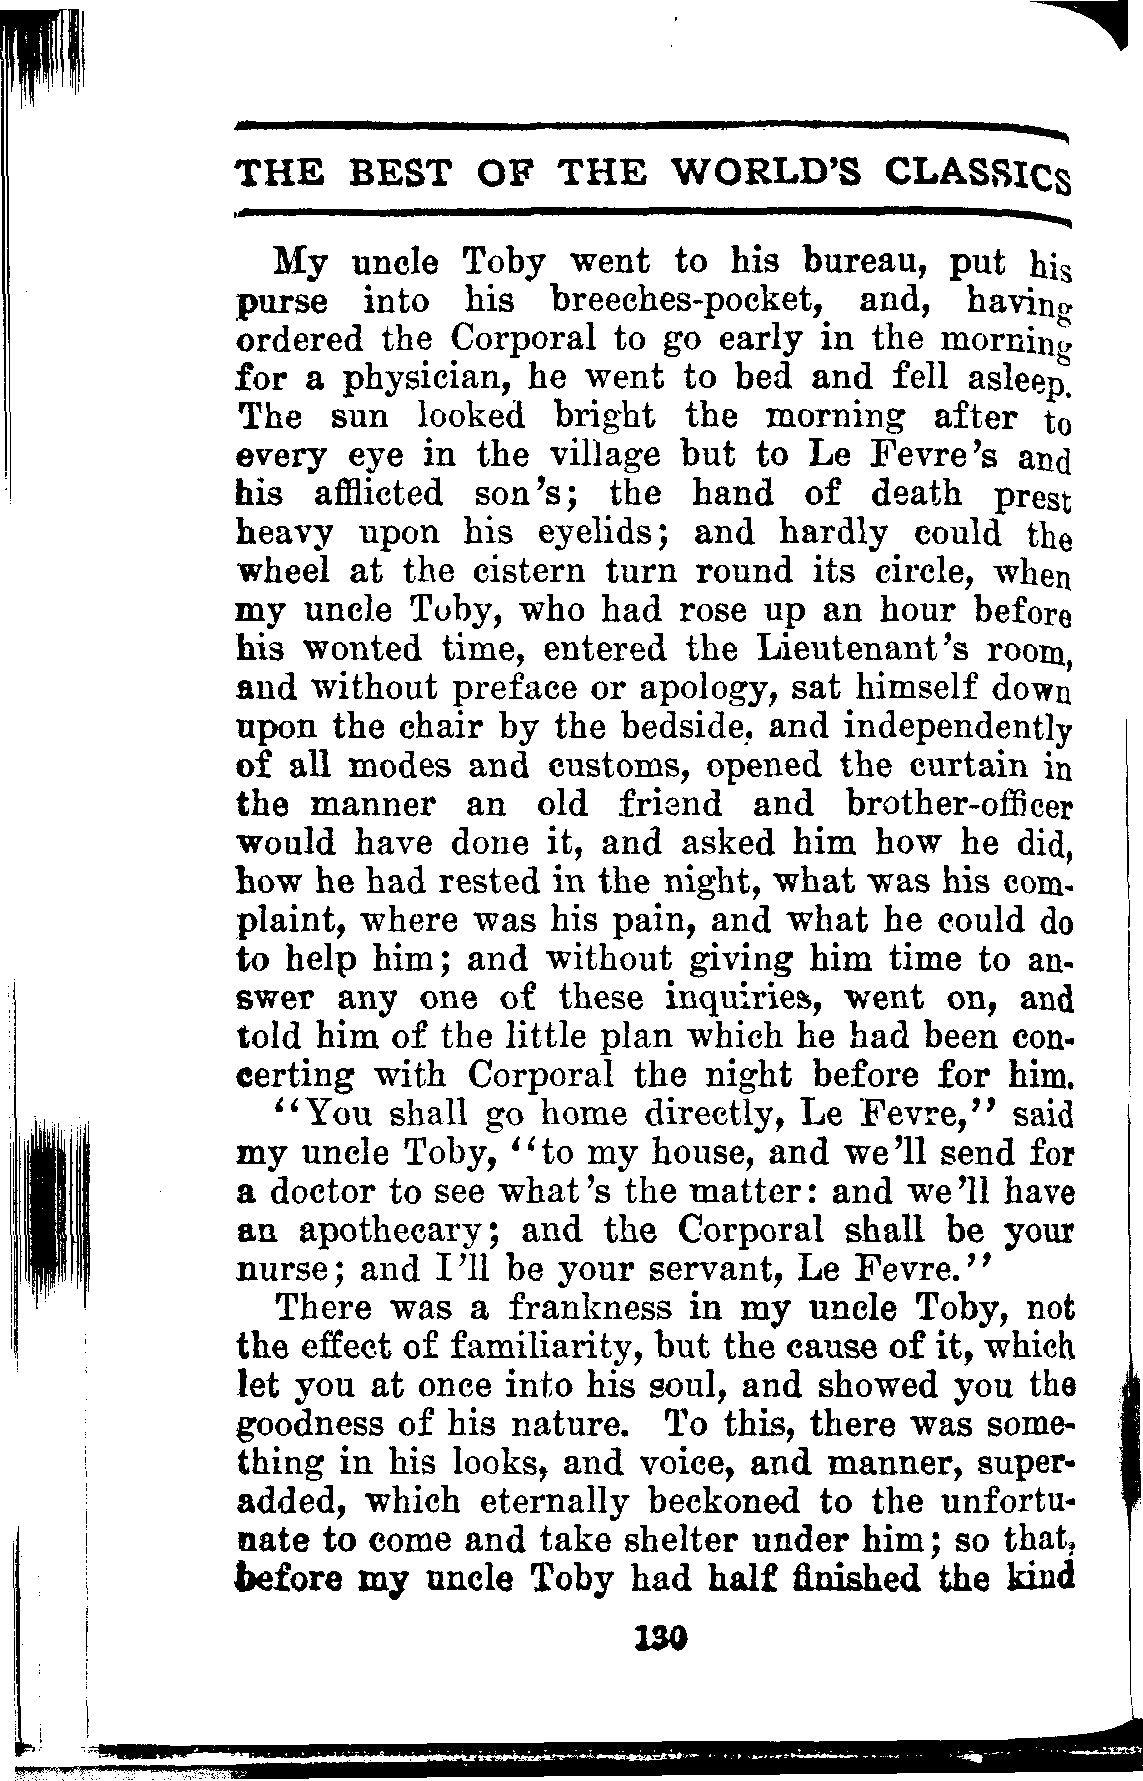 THE BEST OF THE WORLD'S CLASSICS
My uncle Toby went to his bureau, put his
purse into his breeches-pocket, and, having
ordered the Corporal to go early in the morning
for a physician, he went to bed and fell asleep.
The sun looked bright the morning after to
every eye in the village but to Le Fevre's and
his afflicted son's; the hand of death prest
heavy upon his eyelids; and hardly could the
wheel at the cistern turn round its circle, when
my uncle Toby, who had rose up an hour before
his wonted time, entered the Lieutenant's room,
and without preface or apology, sat himself down
upon the chair by the bedside, and independently
of all modes and customs, opened the curtain in
the manner an old friend and brother-officer
would have done it, and asked him how he did,
how he had rested in the night, what was his com-
plaint, where was his pain, and what he could do
to help him; and without giving him time to an-
swer any one of these inquiries, went on, and
told him of the little plan which he had been con-
certing with Corporal the night before for him.
"You shall go home directly, Le Fevre," said
my uncle Toby, "to my house, and we'll send for
a doctor to see what's the matter: and we'll have
an apothecary; and the Corporal shall be your
nurse; and I'll be your servant, Le Fevre."
There was a frankness in my uncle Toby, not
the effect of familiarity, but the cause of it, which
let you at once into his soul, and showed you the
goodness of his nature. To this, there was some-
thing in his looks, and voice, and manner, super-
added, which eternally beckoned to the unfortu-
nate to come and take shelter under him; so that,
before my uncle Toby had half finished the kind
130